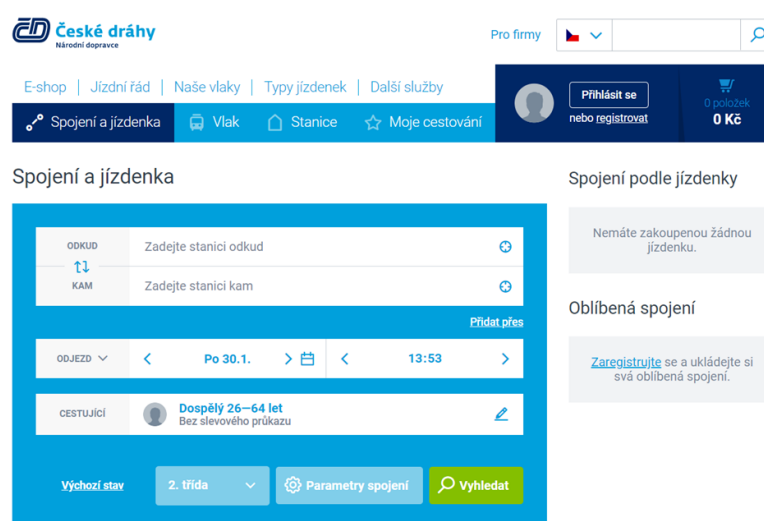 ČD České dráhy
Národní dopravce
Pro firmy
E-shop
Jízdní řád
Naše vlaky
Typy jízdenek
Další služby
Přihlásit se
nebo registrovat
0 položek
0 Kč
Spojení a jízdenka
Vlak
Stanice
Moje cestování
Spojení a jízdenka
ODKUD
Zadejte stanici odkud
KAM
Zadejte stanici kam
Přidat přes
ODJEZD
Po 30.1.
13:53
CESTUJÍCÍ
Dospělý 26—64 let
Bez slevového průkazu
Výchozí stav
2. třída
Parametry spojení
Vyhledat
Spojení podle jízdenky
Nemáte zakoupenou žádnou
jízdenku.
Oblíbená spojení
Zaregistrujte se a ukládejte si
svá oblíbená spojení.